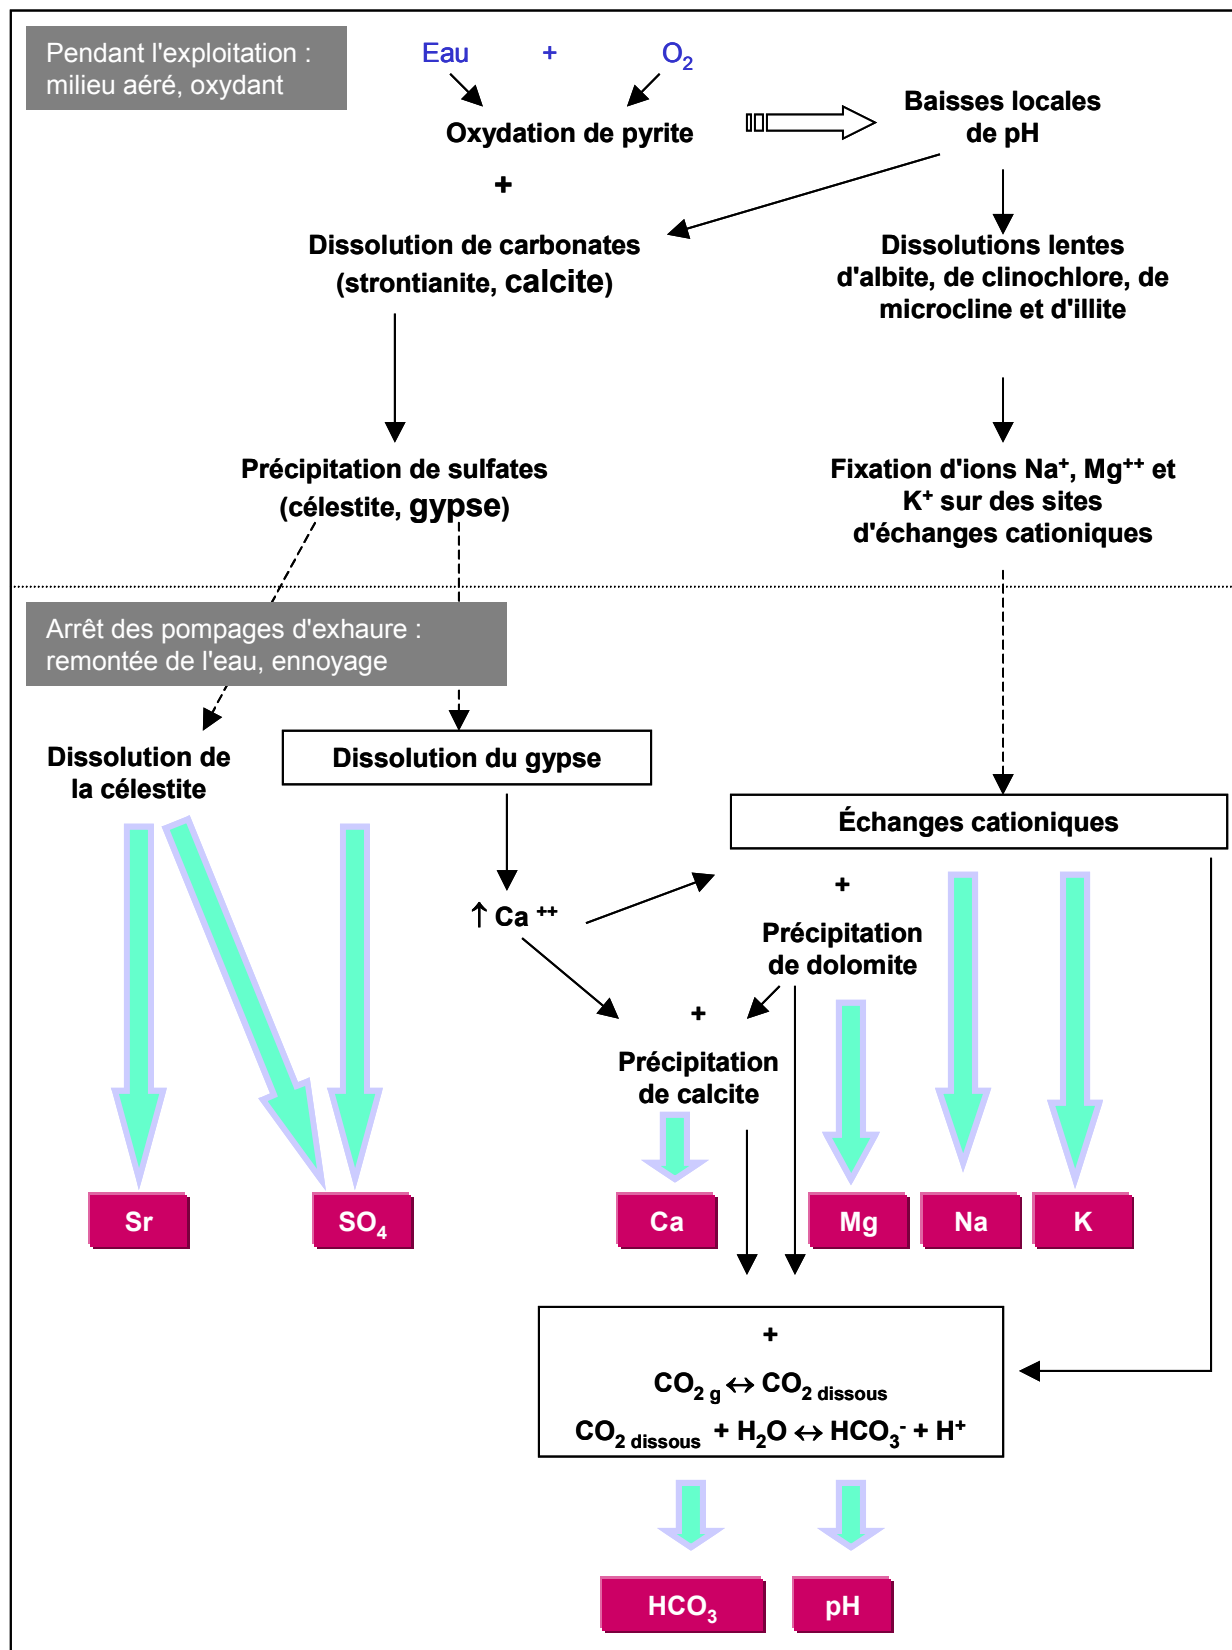 Pendant l'exploitation :
milieu aéré, oxydant
Eau + O2
Oxydation de pyrite
Baisses locales
de pH
+
Dissolution de carbonates
(strontianite, calcite)
Dissolutions lentes
d'albite, de clinochlore, de
microcline et d'illite
Précipitation de sulfates
(célestite, gypse)
Fixation d'ions Na+, Mg++ et
K+ sur des sites
d'échanges cationiques
Arrêt des pompages d'exhaure :
remontée de l'eau, ennoyage
Dissolution de
la célestite
Dissolution du gypse
Échanges cationiques
↑ Ca ++
+
Précipitation
de dolomite
+
Précipitation
de calcite
Sr
SO4
Ca
Mg
Na
K
+
CO2 g ↔ CO2 dissous
CO2 dissous + H2O ↔ HCO3- + H+
HCO3
pH